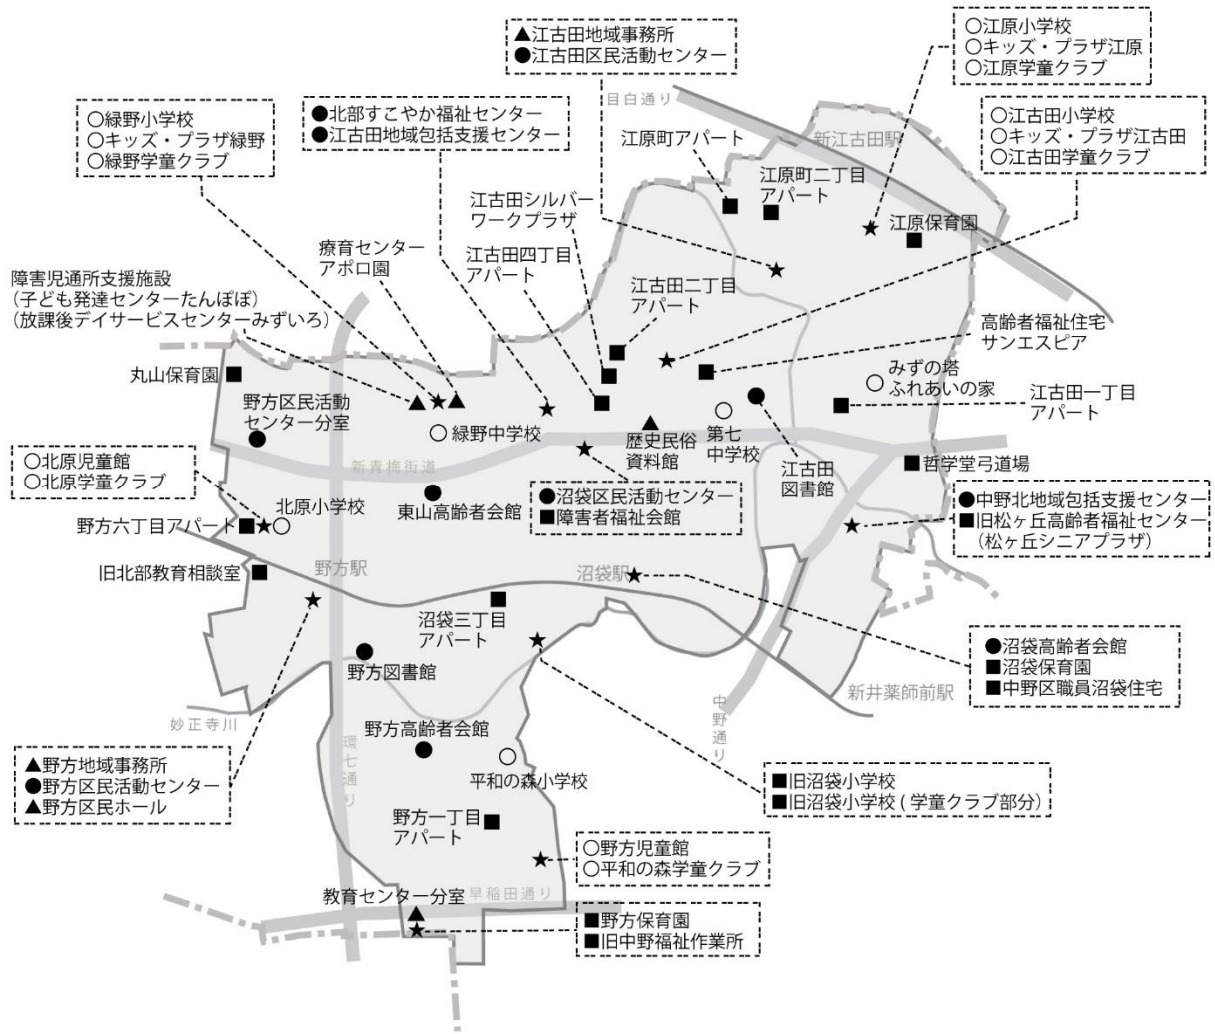 ▲江古田地域事務所
●江古田区民活動センター
○江原小学校
○キッズ・プラザ江原
○江原学童クラブ
目白通り
●北部すこやか福祉センター
●江古田地域包括支援センター
○緑野小学校
○キッズ・プラザ緑野
○緑野学童クラブ
江原町アパート
新江古田駅
○江古田小学校
○キッズ・プラザ江古田
○江古田学童クラブ
江原町二丁目
アパート
江古田シルバー
ワークプラザ
江原保育園
療育センター
アポロ園
江古田四丁目
アパート
障害児通所支援施設
(子ども発達センターたんぽぽ)
(放課後デイサービスセンターみずいろ)
江古田二丁目
アパート
高齢者福祉住宅
サンエスピア
丸山保育園
みずの塔
ふれあいの家
江古田一丁目
アパート
野方区民活動
センター分室
緑野中学校
歴史民俗
資料館
第七
中学校
江古田
図書館
新青梅街道
哲学堂弓道場
○北原児童館
○北原学童クラブ
北原小学校
東山高齢者会館
●沼袋区民活動センター
■障害者福祉会館
●中野北地域包括支援センター
■旧松ヶ丘高齢者福祉センター
(松ヶ丘シニアプラザ)
野方六丁目アパート
旧北部教育相談室
野方駅
沼袋駅
沼袋三丁目
アパート
野方図書館
●沼袋高齢者会館
■沼袋保育園
■中野区職員沼袋住宅
新井薬師前駅
中野通り
妙正寺川
野方高齢者会館
環七通り
平和の森小学校
▲野方地域事務所
●野方区民活動センター
▲野方区民ホール
■旧沼袋小学校
■旧沼袋小学校(学童クラブ部分)
野方一丁目
アパート
○野方児童館
○平和の森学童クラブ
教育センター分室
早稲田通り
■野方保育園
■旧中野福祉作業所